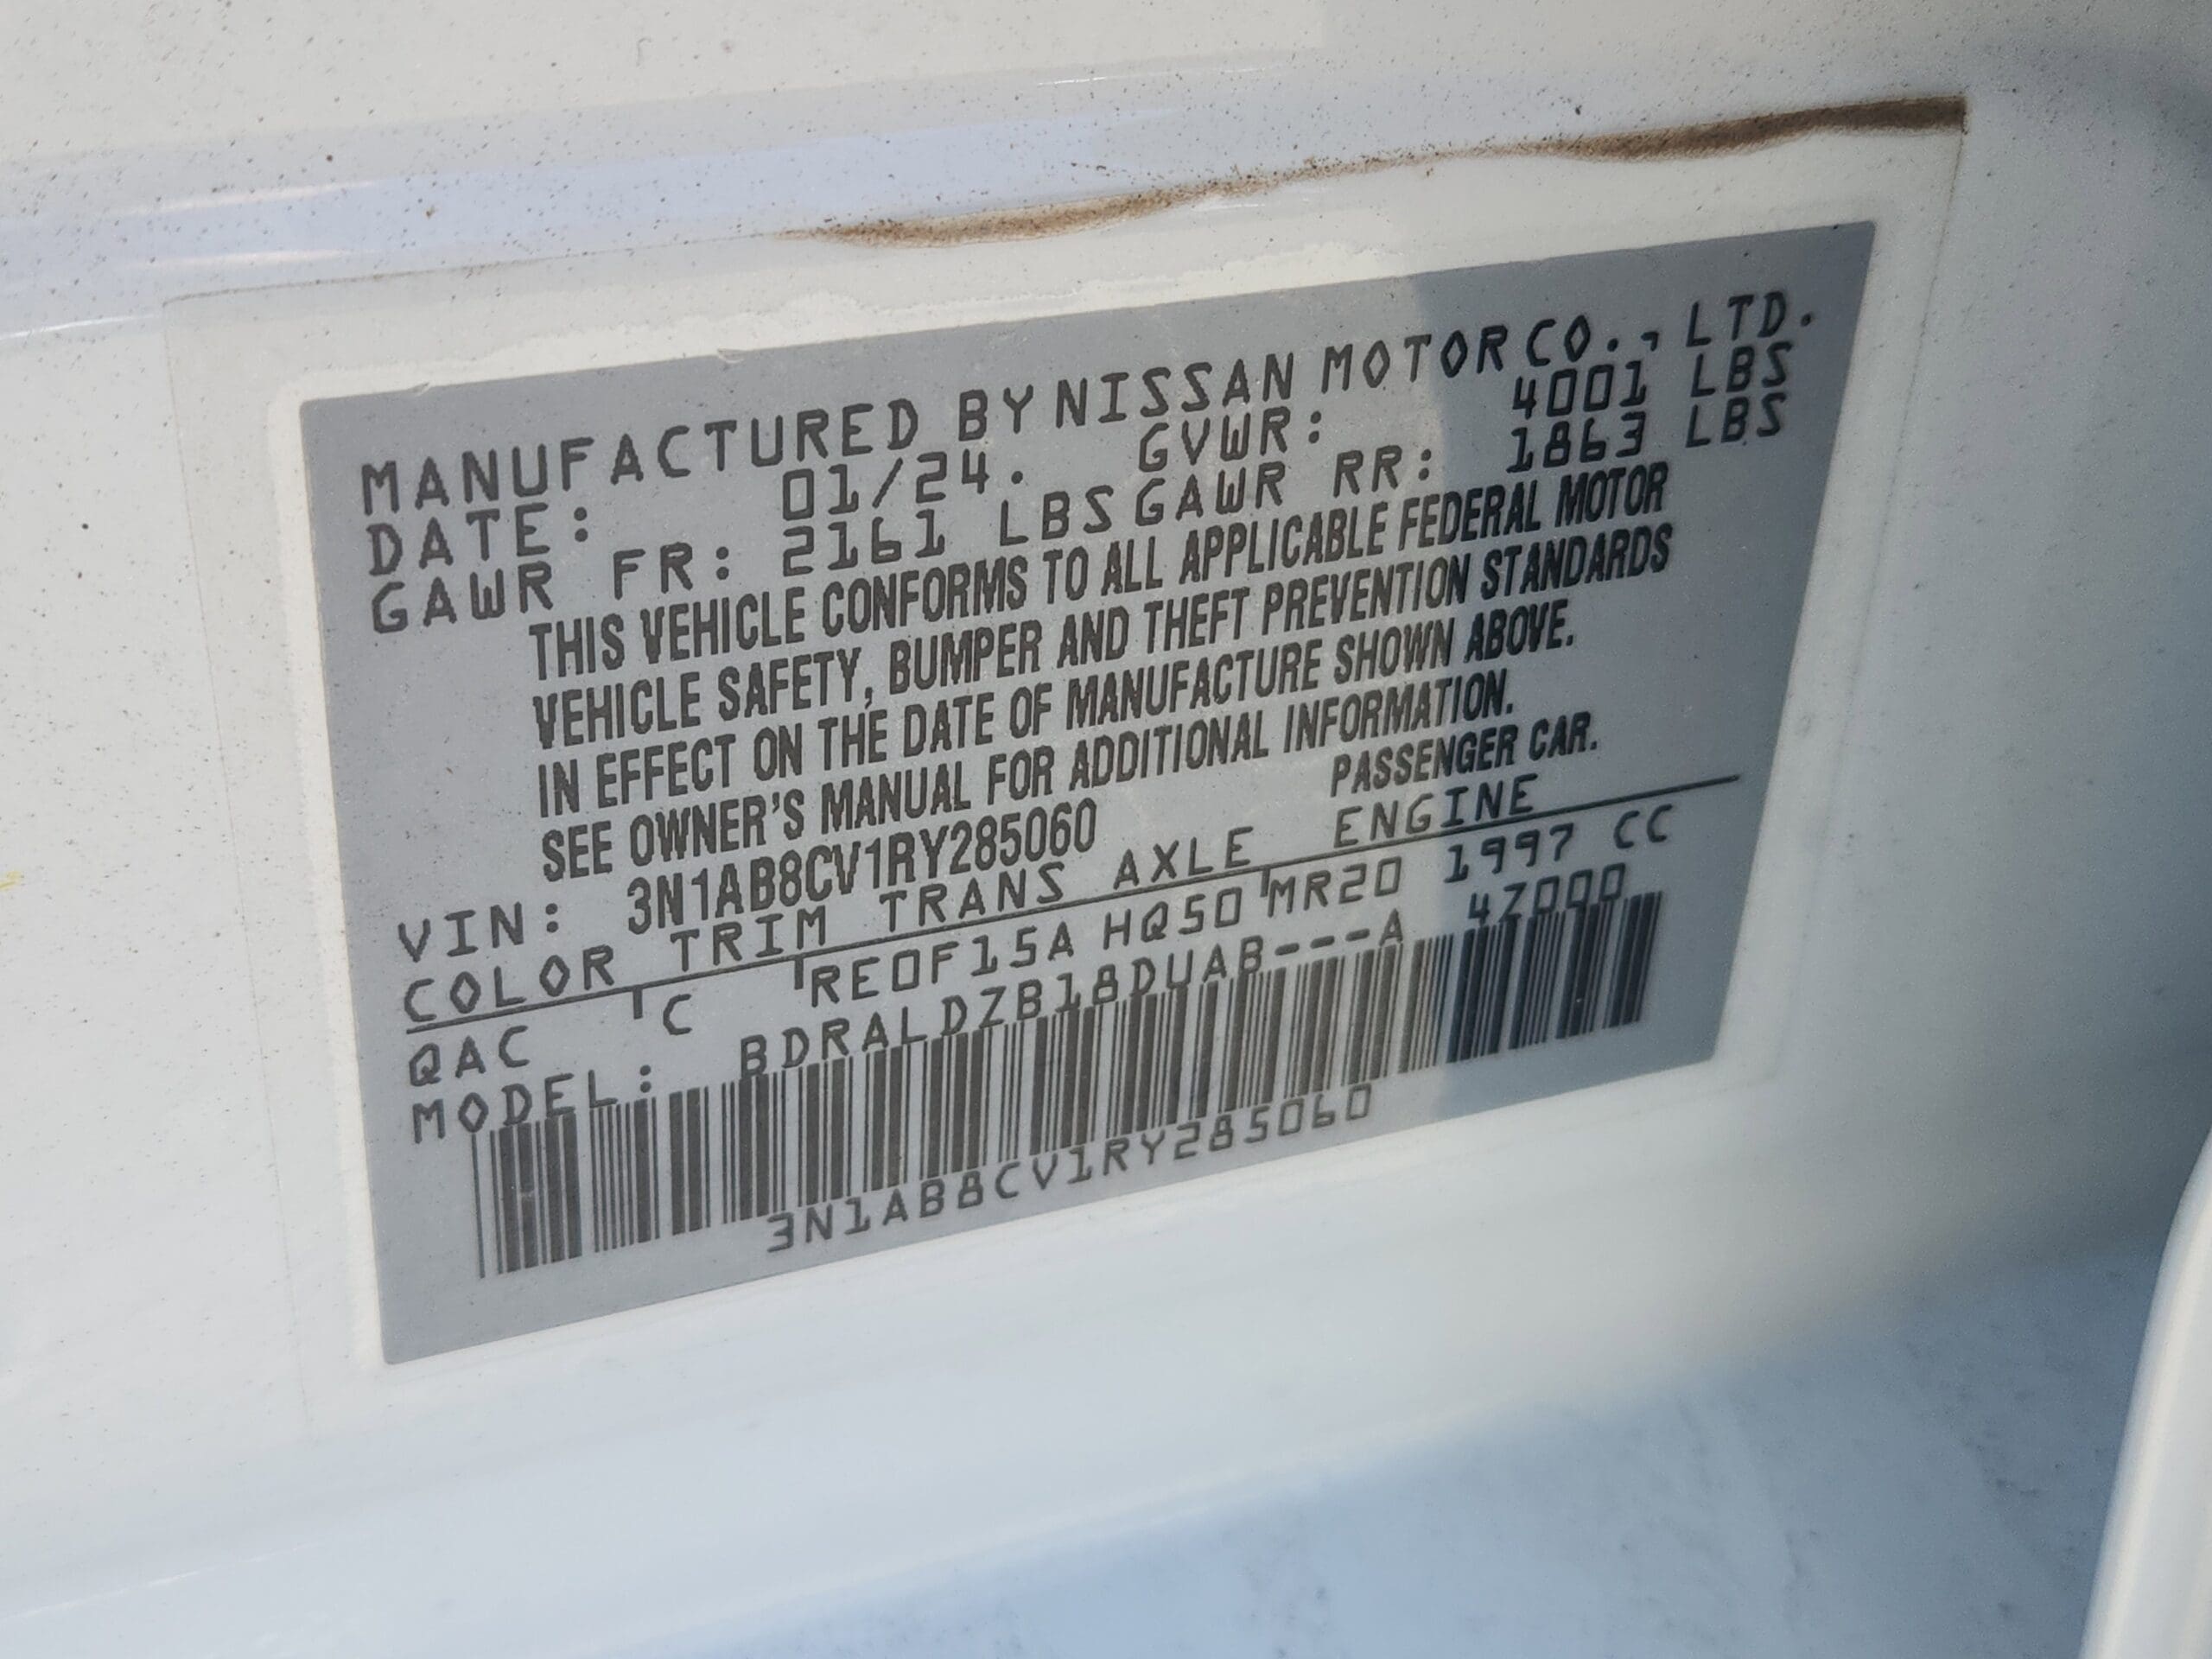 MANUFACTURED BY NISSAN MOTOR CO., LTD.
DATE: 01/24. GVWR: 4001 LBS
GAWR FR: 2161 LBS GAWR RR: 1863 LBS
THIS VEHICLE CONFORMS TO ALL APPLICABLE FEDERAL MOTOR
VEHICLE SAFETY, BUMPER AND THEFT PREVENTION STANDARDS
IN EFFECT ON THE DATE OF MANUFACTURE SHOWN ABOVE.
SEE OWNER'S MANUAL FOR ADDITIONAL INFORMATION.
VIN: 3N1AB8CV1RY285060 PASSENGER CAR.
COLOR TRIM TRANS AXLE ENGINE
QAC C RE0F15A HQ50 MR20 1997 CC
MODEL: BDRALDZB18DUAB---A 4Z000
3N1AB8CV1RY285060